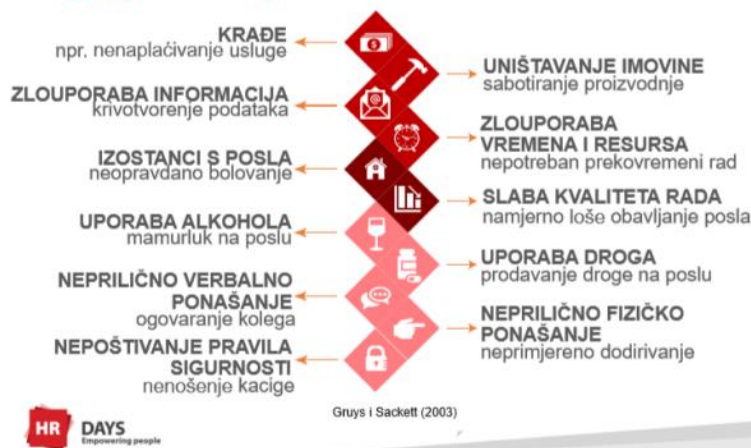 KRAĐE
npr. nenaplaćivanje usluge
UNIŠTAVANJE IMOVINE
sabotiranje proizvodnje
ZLOUPORABA INFORMACIJA
krivotvorenje podataka
ZLOUPORABA
VREMENA I RESURSA
nepotreban prekovremeni rad
IZOSTANCI S POSLA
neopravdano bolovanje
SLABA KVALITETA RADA
namjerno loše obavljanje posla
UPORABA ALKOHOLA
mamurluk na poslu
UPORABA DROGA
prodavanje droge na poslu
NEPRILIČNO VERBALNO
PONAŠANJE
ogovaranje kolega
NEPRILIČNO FIZIČKO
PONAŠANJE
neprimjereno dodirivanje
NEPOŠTIVANJE PRAVILA
SIGURNOSTI
nenošenje kacige
Gruys i Sackett (2003)
HR DAYS
Empowering people